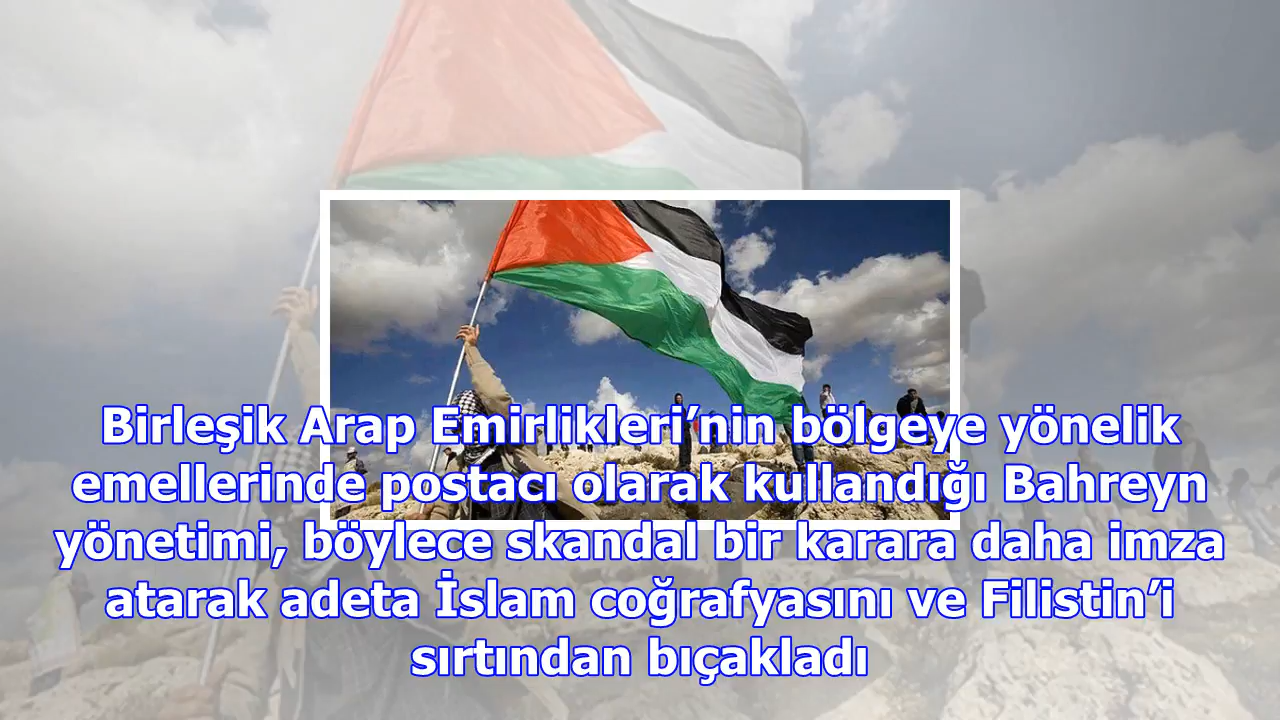 Birleşik Arap Emirlikleri’nin bölgeye yönelik
emellerinde postacı olarak kullandığı Bahreyn
yönetimi, böylece skandal bir karara daha imza
atarak adeta İslam coğrafyasını ve Filistin’i
sırtından bıçakladı